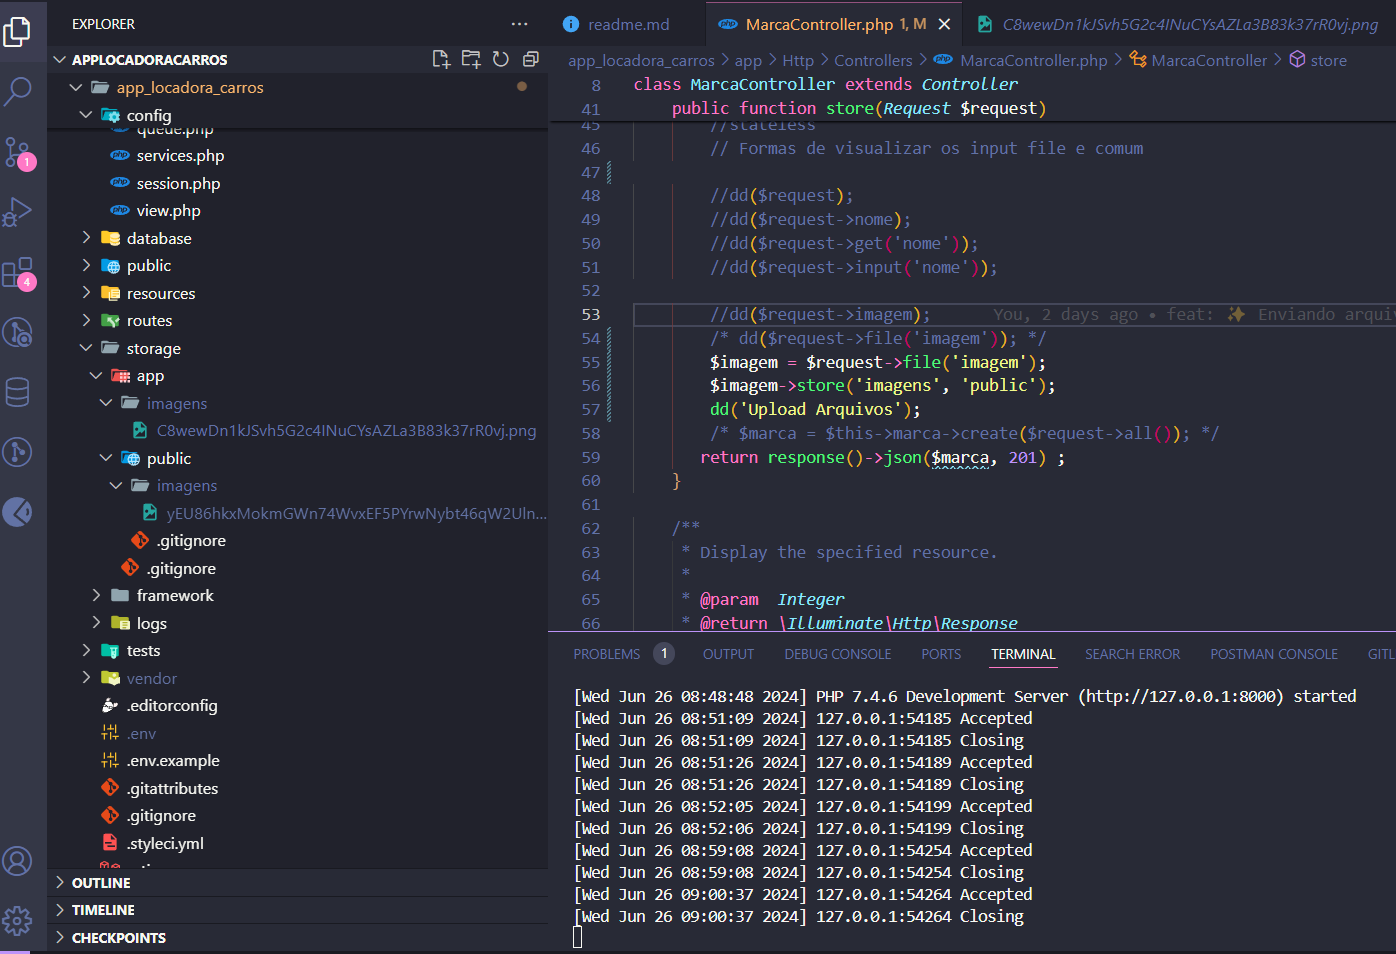 EXPLORER
APPLOCADORACARROS
app_locadora_carros
config
queue.php
services.php
session.php
view.php
database
public
resources
routes
storage
app
imagens
C8wewDn1kJSvh5G2c4INuCYsAZLa3B83k37rR0vj.png
public
imagens
yEU86hkxMokmGWn74WvxEF5PYrwNybt46qW2Uln...
.gitignore
.gitignore
framework
logs
tests
vendor
.editorconfig
.env
.env.example
.gitattributes
.gitignore
.styleci.yml
OUTLINE
TIMELINE
CHECKPOINTS
1
4
readme.md
MarcaController.php 1, M
C8wewDn1kJSvh5G2c4INuCYsAZLa3B83k37rR0vj.png
app_locadora_carros > app > Http > Controllers > MarcaController.php > MarcaController > store
8 class MarcaController extends Controller
41 public function store(Request $request)
45 //stateless
46 // Formas de visualizar os input file e comum
47
48 //dd($request);
49 //dd($request->nome);
50 //dd($request->get('nome'));
51 //dd($request->input('nome'));
52
53 //dd($request->imagem); You, 2 days ago • feat: ✨ Enviando arqui
54 /* dd($request->file('imagem')); */
55 $imagem = $request->file('imagem');
56 $imagem->store('imagens', 'public');
57 dd('Upload Arquivos');
58 /* $marca = $this->marca->create($request->all()); */
59 return response()->json($marca, 201) ;
60 }
61
62 /**
63 * Display the specified resource.
64 *
65 * @param Integer
66 * @return \Illuminate\Http\Response
PROBLEMS 1 OUTPUT DEBUG CONSOLE PORTS TERMINAL SEARCH ERROR POSTMAN CONSOLE GITL
[Wed Jun 26 08:48:48 2024] PHP 7.4.6 Development Server (http://127.0.0.1:8000) started
[Wed Jun 26 08:51:09 2024] 127.0.0.1:54185 Accepted
[Wed Jun 26 08:51:09 2024] 127.0.0.1:54185 Closing
[Wed Jun 26 08:51:26 2024] 127.0.0.1:54189 Accepted
[Wed Jun 26 08:51:26 2024] 127.0.0.1:54189 Closing
[Wed Jun 26 08:52:05 2024] 127.0.0.1:54199 Accepted
[Wed Jun 26 08:52:06 2024] 127.0.0.1:54199 Closing
[Wed Jun 26 08:59:08 2024] 127.0.0.1:54254 Accepted
[Wed Jun 26 08:59:08 2024] 127.0.0.1:54254 Closing
[Wed Jun 26 09:00:37 2024] 127.0.0.1:54264 Accepted
[Wed Jun 26 09:00:37 2024] 127.0.0.1:54264 Closing